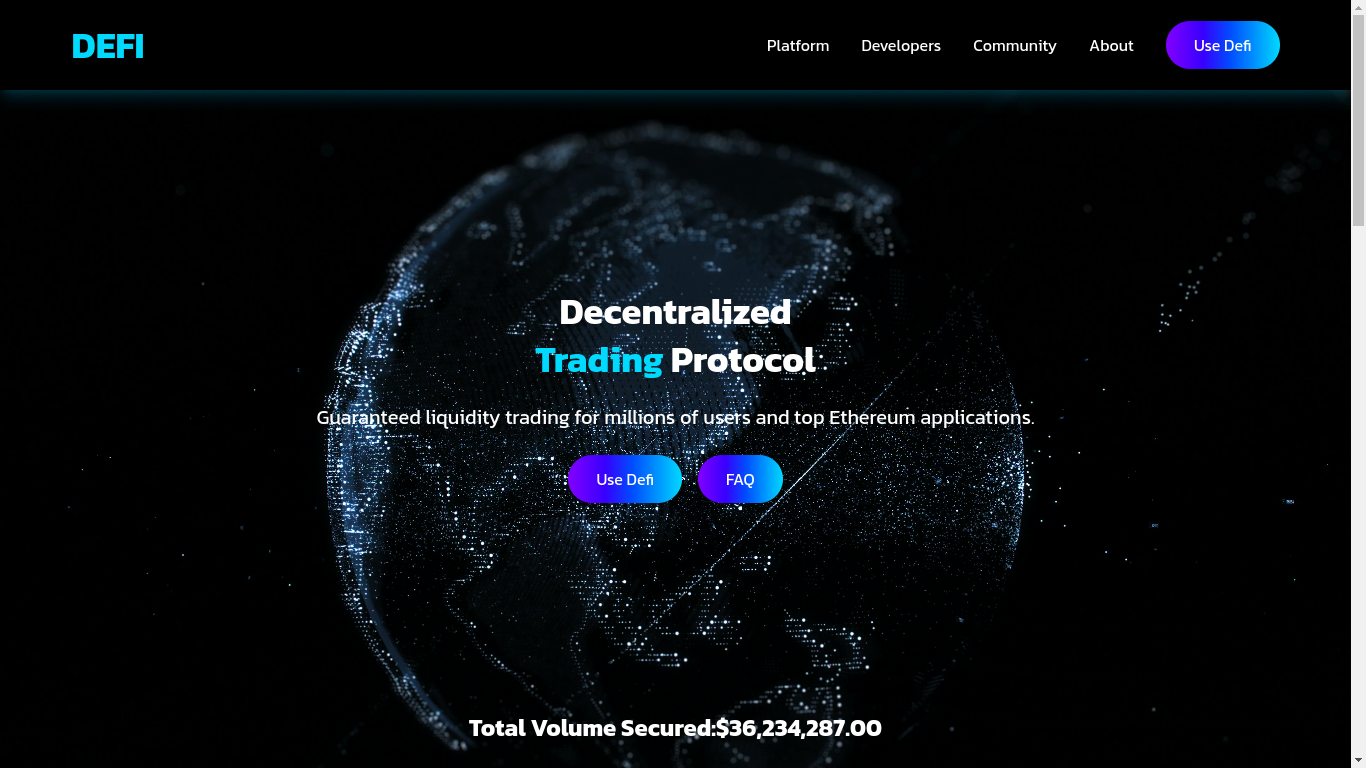 DEFI
Platform
Developers
Community
About
Use Defi
Decentralized
Trading Protocol
Guaranteed liquidity trading for millions of users and top Ethereum applications.
Use Defi
FAQ
Total Volume Secured:$36,234,287.00